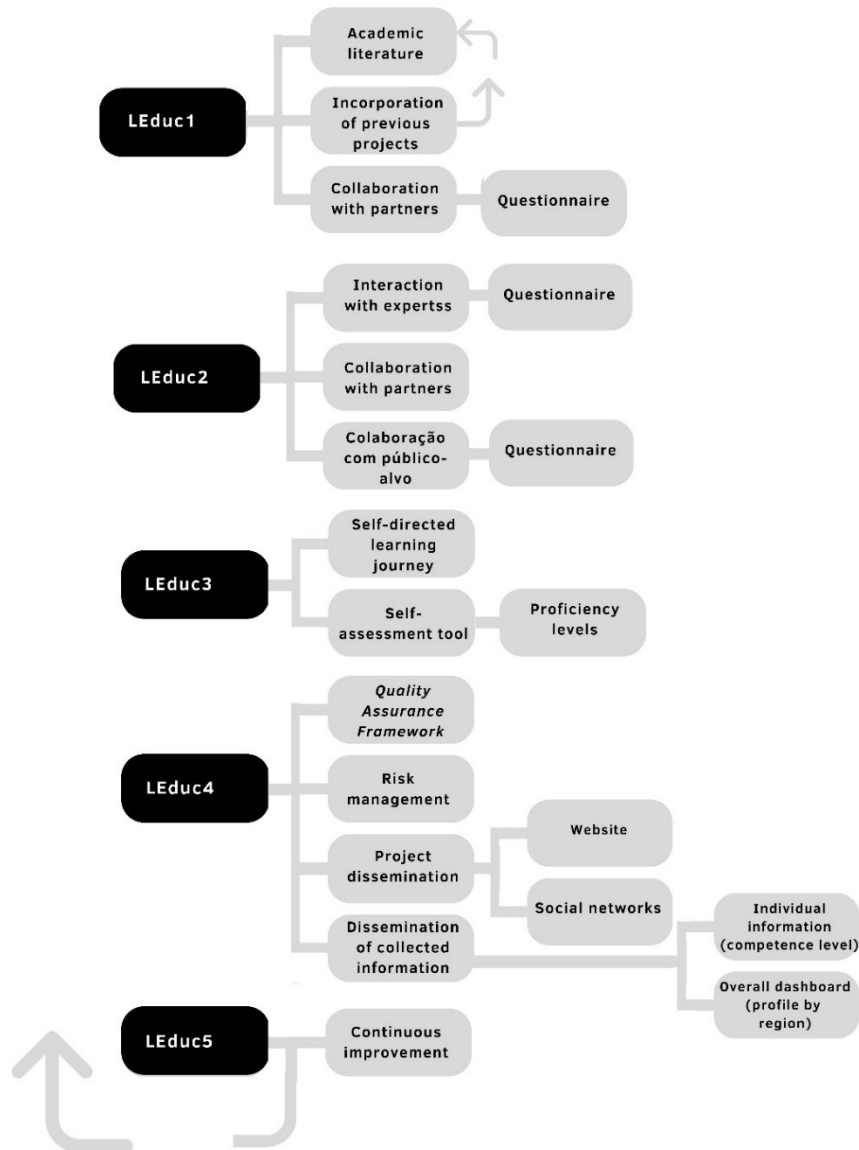 Academic
literature
LEduc1
Incorporation
of previous
projects
Collaboration
with partners
Questionnaire
Interaction
with expertss
Questionnaire
LEduc2
Collaboration
with partners
Colaboração
com público-
alvo
Questionnaire
Self-directed
learning
journey
LEduc3
Self-
assessment tool
Proficiency
levels
Quality
Assurance
Framework
LEduc4
Risk
management
Project
dissemination
Website
Social networks
Dissemination
of collected
information
Individual
information
(competence level)
Overall dashboard
(profile by
region)
LEduc5
Continuous
improvement